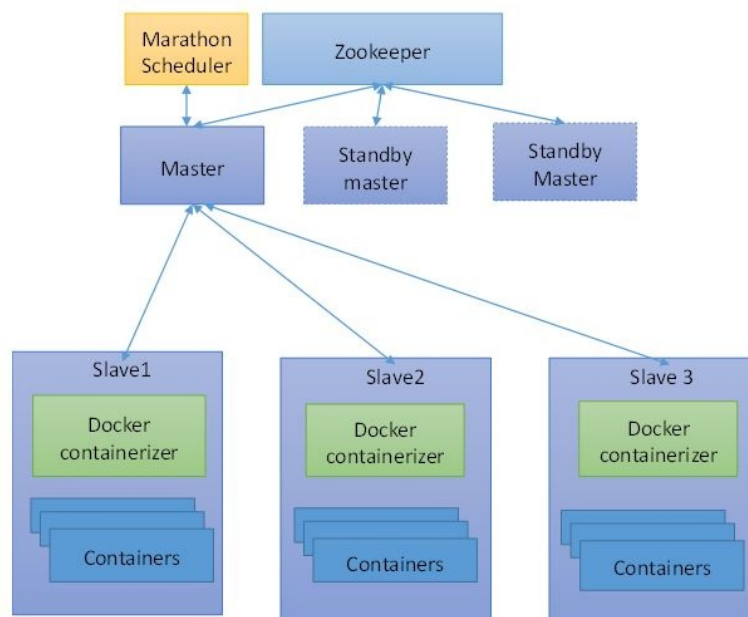 Marathon
Scheduler
Zookeeper
Master
Standby
master
Standby
Master
Slave1
Docker
containerizer
Containers
Slave2
Docker
containerizer
Containers
Slave 3
Docker
containerizer
Containers